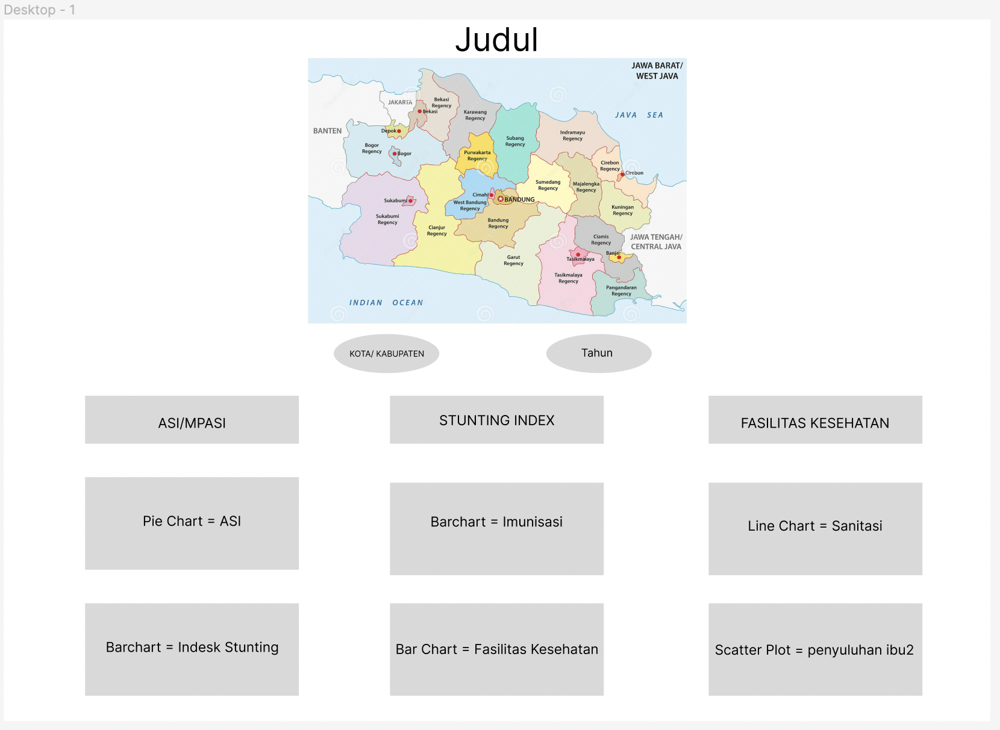 Desktop - 1
Judul
JAWA BARAT/
WEST JAVA
JAKARTA
Bekasi
Regency
Bekasi
Karawang
Regency
JAVA SEA
BANTEN
Depok
Bogor
Regency
Bogor
Purwakarta
Regency
Subang
Regency
Indramayu
Regency
Cirebon
Regency
Cirebon
Sumedang
Regency
Majalengka
Regency
Sukabumi
Cimahi
BANDUNG
West Bandung
Regency
Kuningan
Regency
Sukabumi
Regency
Cianjur
Regency
Bandung
Regency
Ciamis
Regency
JAWA TENGAH/
CENTRAL JAVA
Garut
Regency
Tasikmalaya
Banjar
Tasikmalaya
Regency
Pangandaran
Regency
INDIAN OCEAN
KOTA/ KABUPATEN
Tahun
ASI/MPASI
STUNTING INDEX
FASILITAS KESEHATAN
Pie Chart = ASI
Barchart = Imunisasi
Line Chart = Sanitasi
Barchart = Indesk Stunting
Bar Chart = Fasilitas Kesehatan
Scatter Plot = penyuluhan ibu2